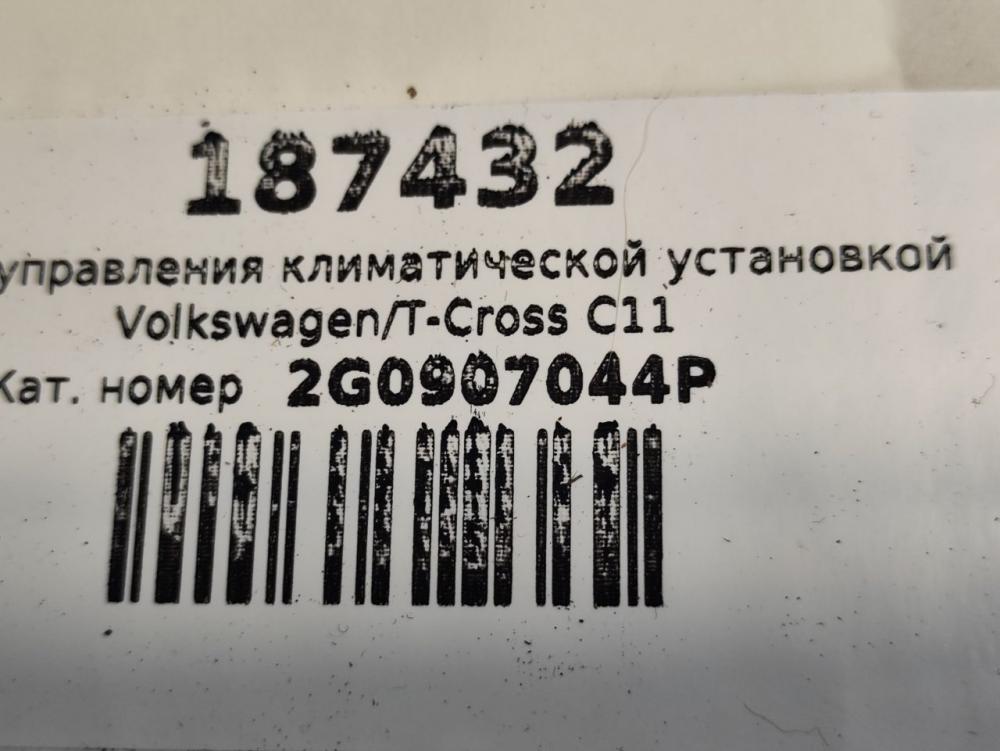 187432
управления климатической установкой
Volkswagen/T-Cross C11
Кат. номер 2G0907044P